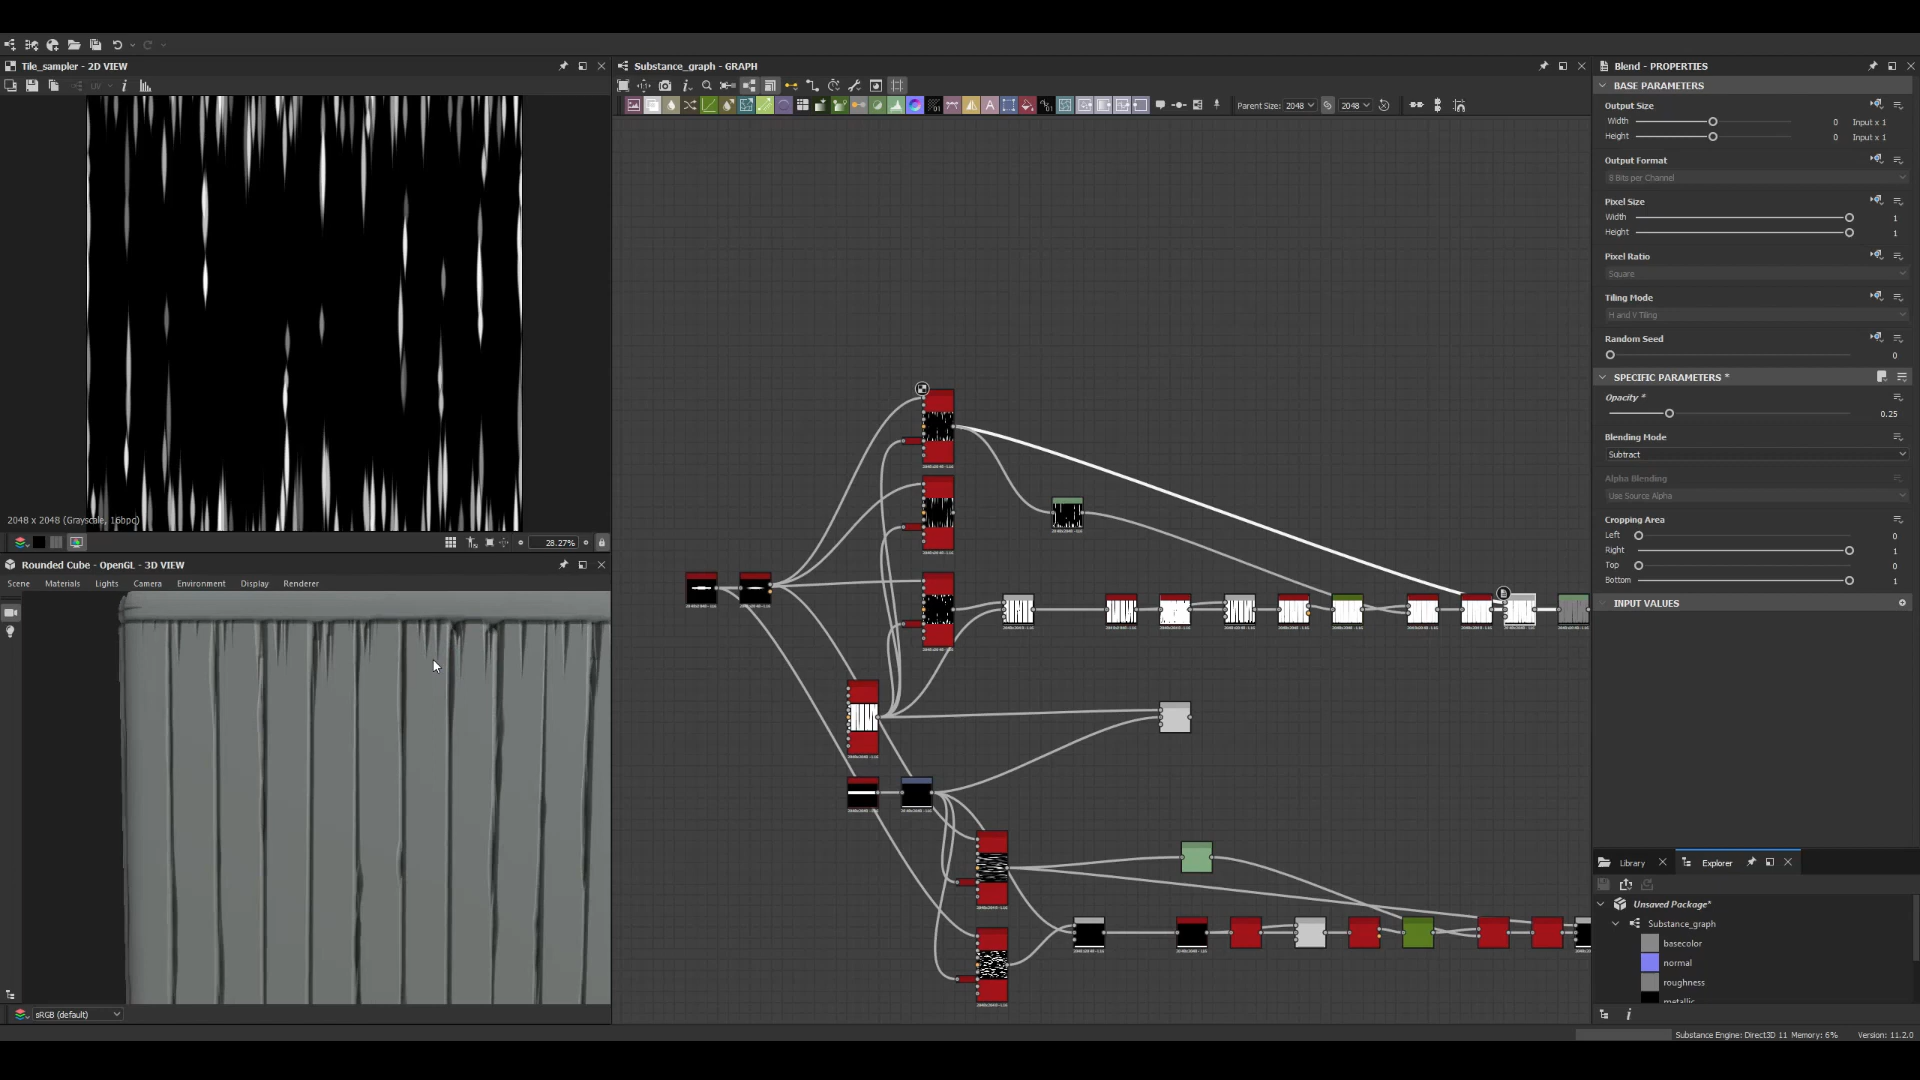 Tile_sampler - 2D VIEW
UV
2048 x 2048 (Grayscale, 16bpc)
28.27%
Rounded Cube - OpenGL - 3D VIEW
Scene Materials Lights Camera Environment Display Renderer
sRGB (default)
Substance_graph - GRAPH
Parent Size: 2048 2048
Blend - PROPERTIES
BASE PARAMETERS
Output Size
Width 0 Input x 1
Height 0 Input x 1
Output Format
8 Bits per Channel
Pixel Size
Width 1
Height 1
Pixel Ratio
Square
Tiling Mode
H and V Tiling
Random Seed
0
SPECIFIC PARAMETERS *
Opacity *
0.25
Blending Mode
Subtract
Alpha Blending
Use Source Alpha
Cropping Area
Left 0
Right 1
Top 0
Bottom 1
INPUT VALUES
Library Explorer
Unsaved Package*
Substance_graph
basecolor
normal
roughness
metallic
Substance Engine: Direct3D 11 Memory: 6% Version: 11.2.0